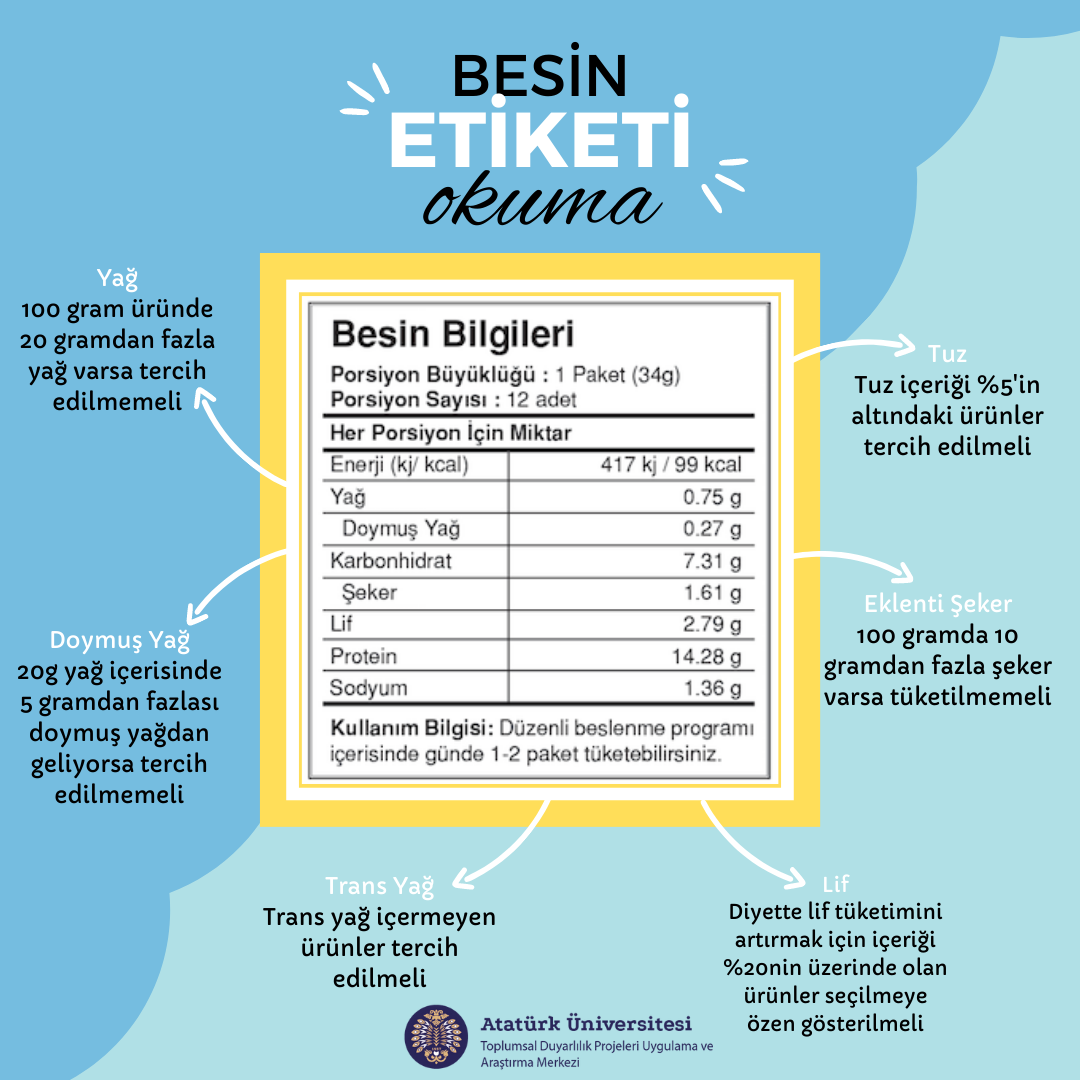 BESİN
ETİKETİ
okuma
Yağ
100 gram üründe
20 gramdan fazla
yağ varsa tercih
edilmemeli
Doymuş Yağ
20g yağ içerisinde
5 gramdan fazlası
doymuş yağdan
geliyorsa tercih
edilmemeli
Besin Bilgileri
Porsiyon Büyüklüğü : 1 Paket (34g)
Porsiyon Sayısı : 12 adet
Her Porsiyon İçin Miktar
Enerji (kj/ kcal) 417 kj / 99 kcal
Yağ 0.75 g
Doymuş Yağ 0.27 g
Karbonhidrat 7.31 g
Şeker 1.61 g
Lif 2.79 g
Protein 14.28 g
Sodyum 1.36 g
Kullanım Bilgisi: Düzenli beslenme programı
içerisinde günde 1-2 paket tüketebilirsiniz.
Tuz
Tuz içeriği %5'in
altındaki ürünler
tercih edilmeli
Eklenti Şeker
100 gramda 10
gramdan fazla şeker
varsa tüketilmemeli
Trans Yağ
Trans yağ içermeyen
ürünler tercih
edilmeli
Lif
Diyette lif tüketimini
artırmak için içeriği
%20nin üzerinde olan
ürünler seçilmeye
özen gösterilmeli
Atatürk Üniversitesi
Toplumsal Duyarlılık Projeleri Uygulama ve
Araştırma Merkezi